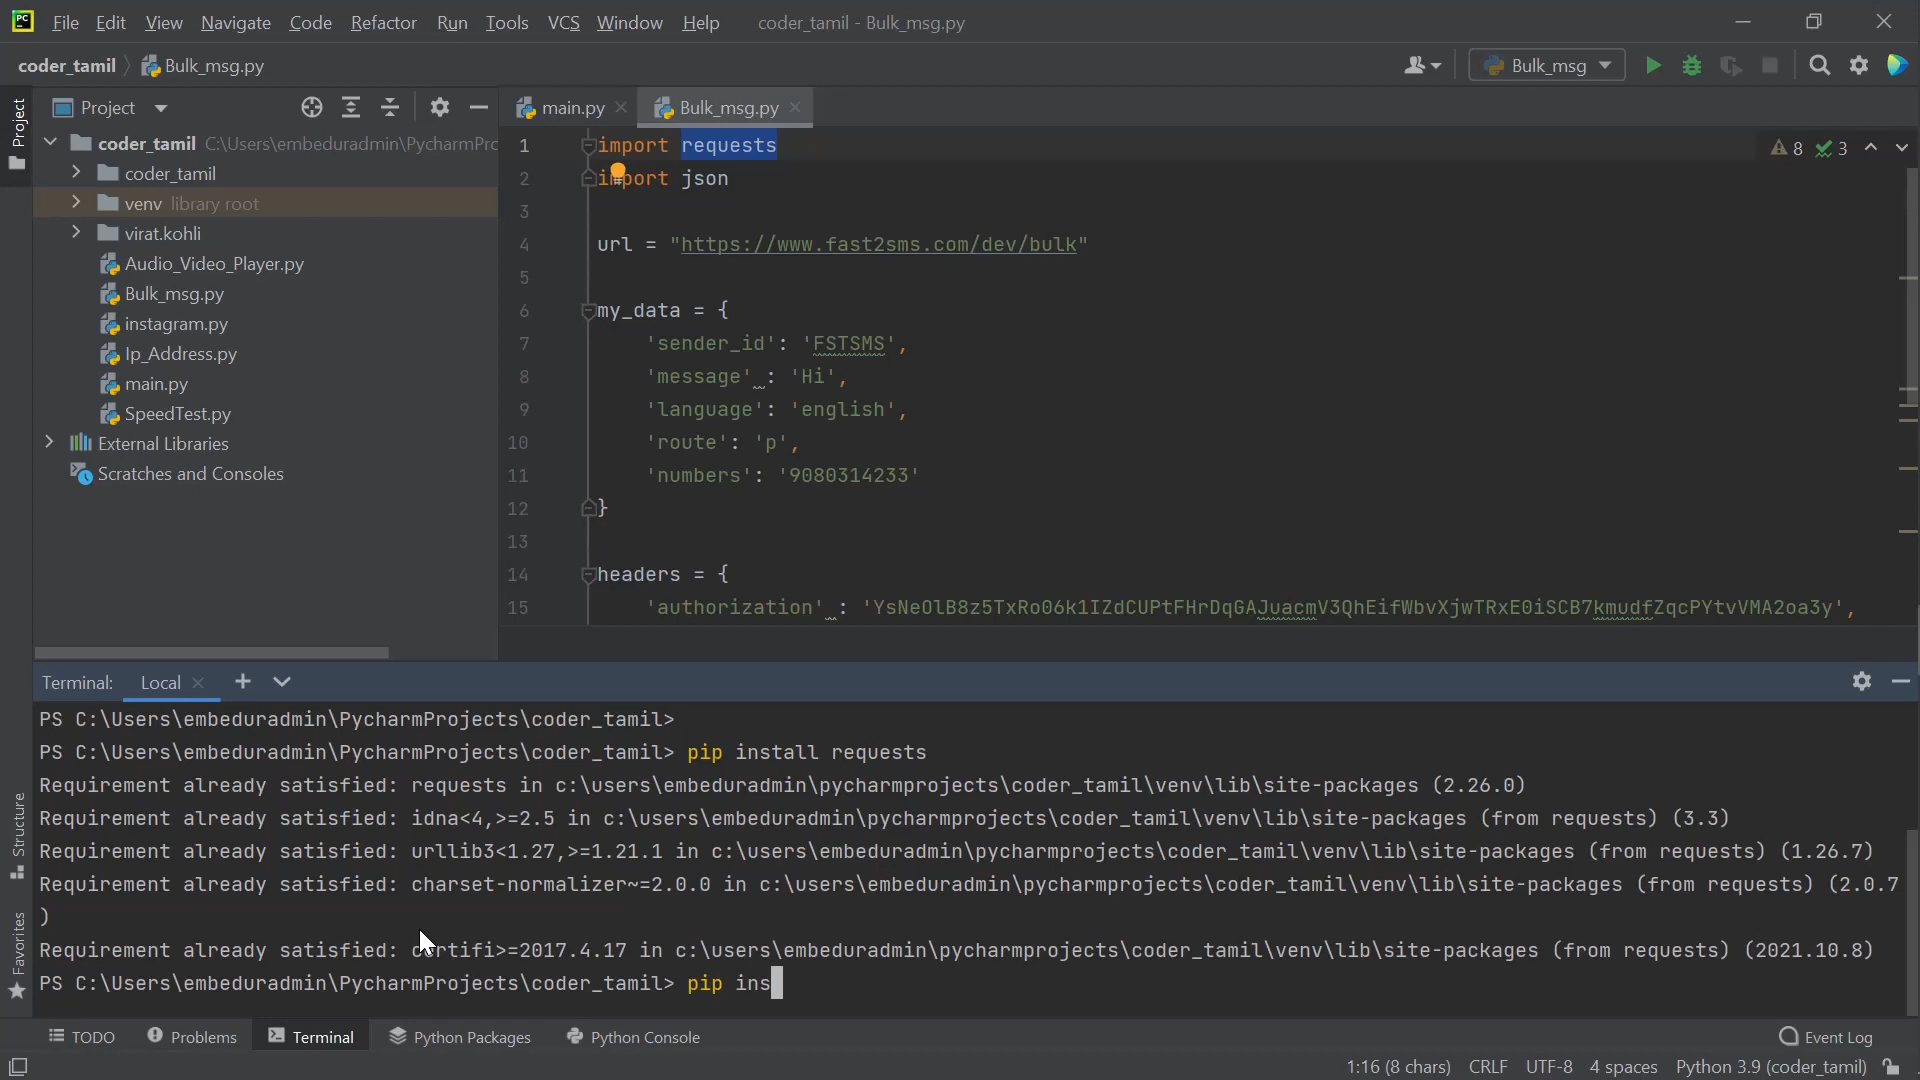 File Edit View Navigate Code Refactor Run Tools VCS Window Help coder_tamil - Bulk_msg.py
coder_tamil Bulk_msg.py Bulk_msg
Project
Project
main.py Bulk_msg.py
coder_tamil C:\Users\embeduradmin\PycharmPro
coder_tamil
venv library root
virat.kohli
Audio_Video_Player.py
Bulk_msg.py
instagram.py
Ip_Address.py
main.py
SpeedTest.py
External Libraries
Scratches and Consoles
8 3
1 import requests
2 import json
3
4 url = "https://www.fast2sms.com/dev/bulk"
5
6 my_data = {
7 'sender_id': 'FSTSMS',
8 'message' : 'Hi',
9 'language': 'english',
10 'route': 'p',
11 'numbers': '9080314233'
12 }
13
14 headers = {
15 'authorization' : 'YsNeOlB8z5TxRo06k1IZdCUPtFHrDqGAJuacmV3QhEifWbvXjwTRxE0iSCB7kmudfZqcPYtvVMA2oa3y',
Terminal: Local
PS C:\Users\embeduradmin\PycharmProjects\coder_tamil>
PS C:\Users\embeduradmin\PycharmProjects\coder_tamil> pip install requests
Requirement already satisfied: requests in c:\users\embeduradmin\pycharmprojects\coder_tamil\venv\lib\site-packages (2.26.0)
Requirement already satisfied: idna<4,>=2.5 in c:\users\embeduradmin\pycharmprojects\coder_tamil\venv\lib\site-packages (from requests) (3.3)
Requirement already satisfied: urllib3<1.27,>=1.21.1 in c:\users\embeduradmin\pycharmprojects\coder_tamil\venv\lib\site-packages (from requests) (1.26.7)
Requirement already satisfied: charset-normalizer~=2.0.0 in c:\users\embeduradmin\pycharmprojects\coder_tamil\venv\lib\site-packages (from requests) (2.0.7
)
Requirement already satisfied: certifi>=2017.4.17 in c:\users\embeduradmin\pycharmprojects\coder_tamil\venv\lib\site-packages (from requests) (2021.10.8)
PS C:\Users\embeduradmin\PycharmProjects\coder_tamil> pip ins
Structure
Favorites
TODO Problems Terminal Python Packages Python Console Event Log
1:16 (8 chars) CRLF UTF-8 4 spaces Python 3.9 (coder_tamil)